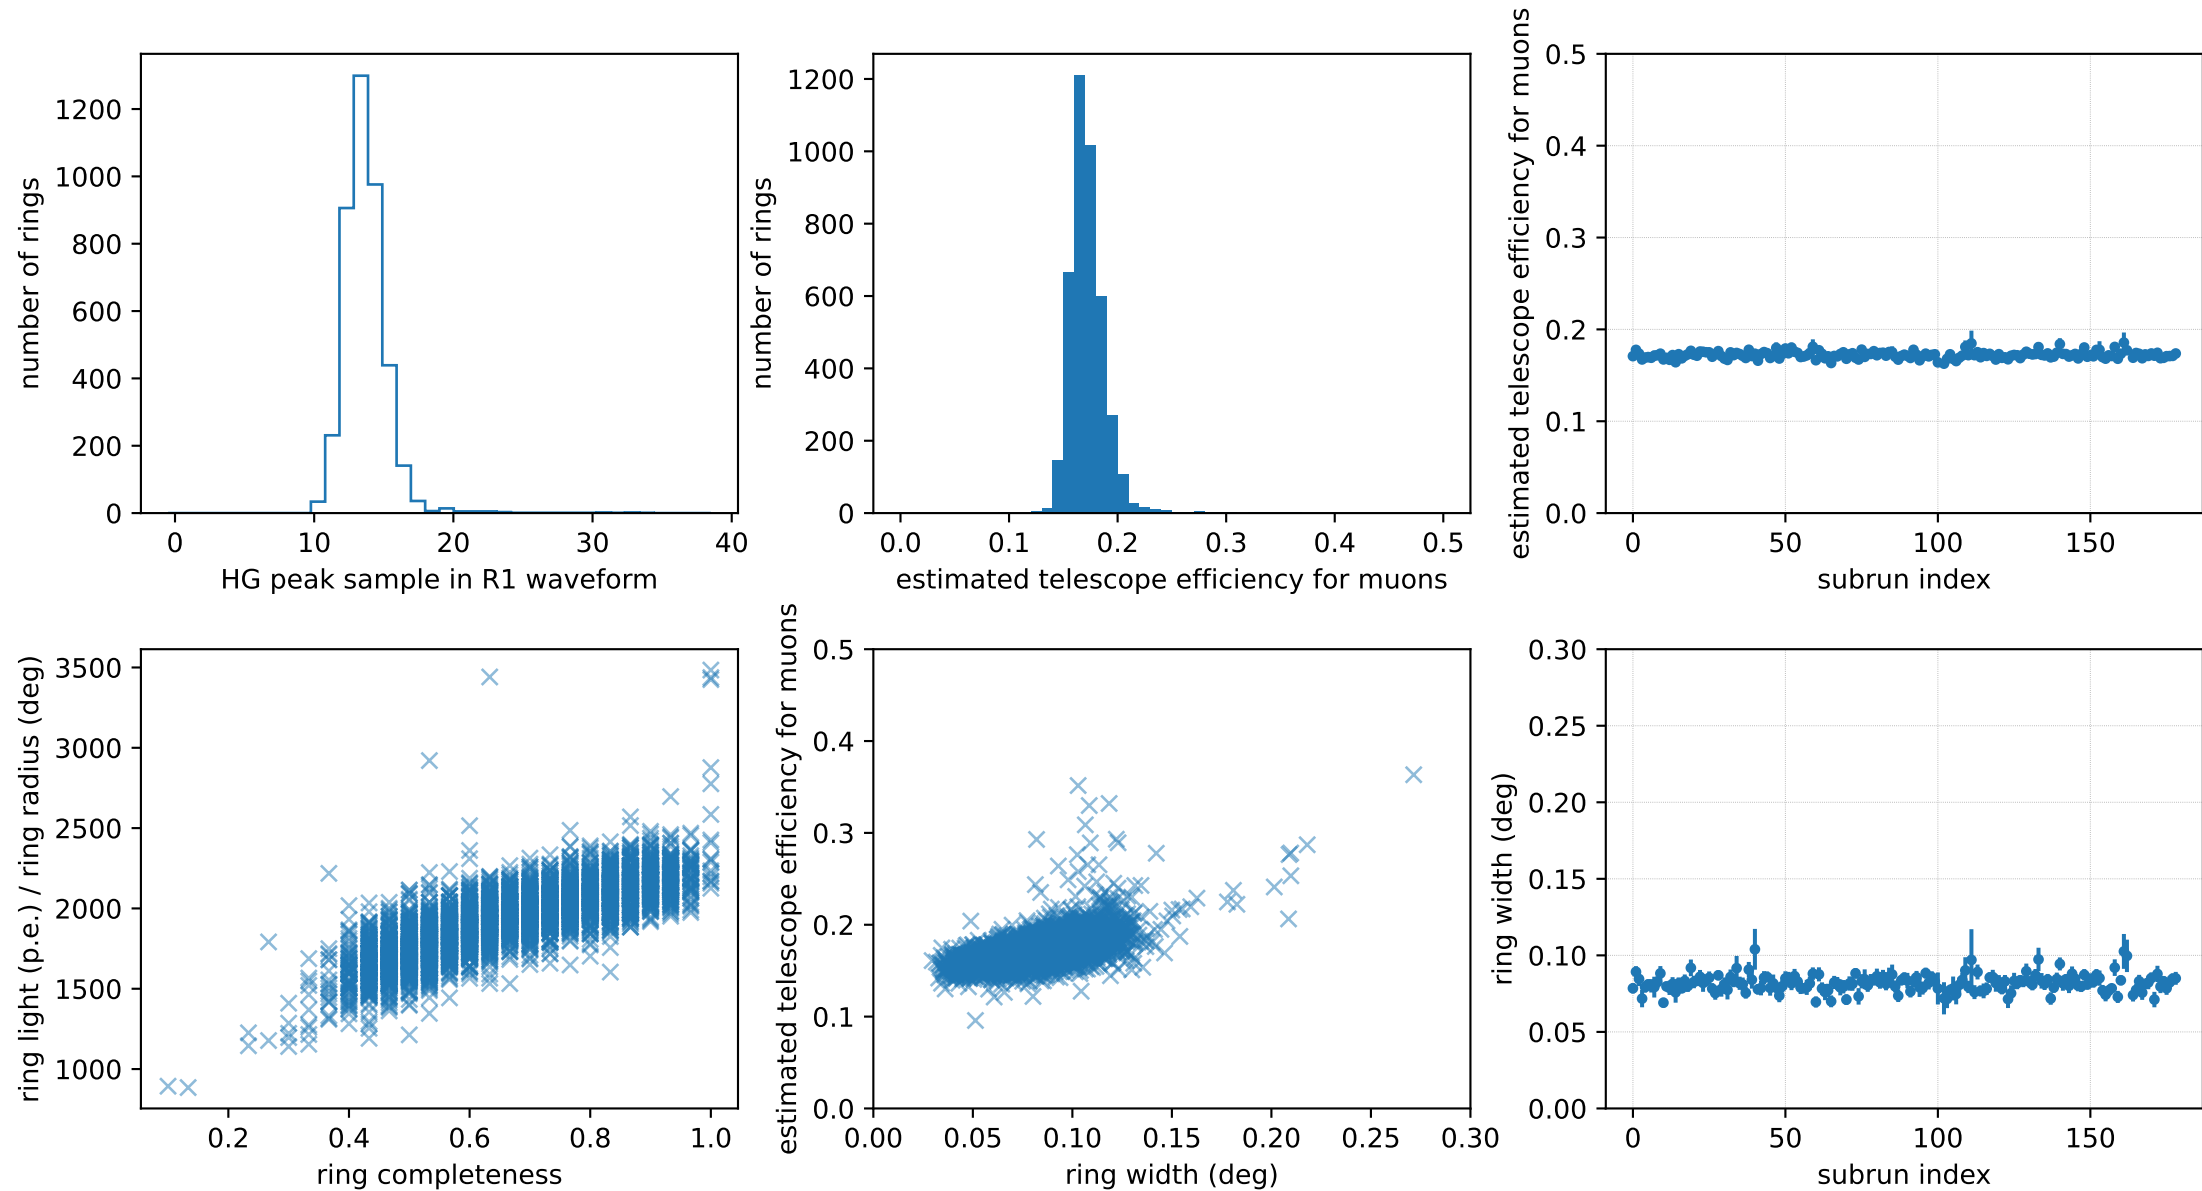 number of rings
1200
1000
800
600
400
200
0
0 10 20 30 40
HG peak sample in R1 waveform
number of rings
1200
1000
800
600
400
200
0
0.0 0.1 0.2 0.3 0.4 0.5
estimated telescope efficiency for muons
estimated telescope efficiency for muons
0.5
0.4
0.3
0.2
0.1
0.0
0 50 100 150
subrun index
ring light (p.e.) / ring radius (deg)
3500
3000
2500
2000
1500
1000
0.2 0.4 0.6 0.8 1.0
ring completeness
estimated telescope efficiency for muons
0.5
0.4
0.3
0.2
0.1
0.0
0.00 0.05 0.10 0.15 0.20 0.25 0.30
ring width (deg)
ring width (deg)
0.30
0.25
0.20
0.15
0.10
0.05
0.00
0 50 100 150
subrun index